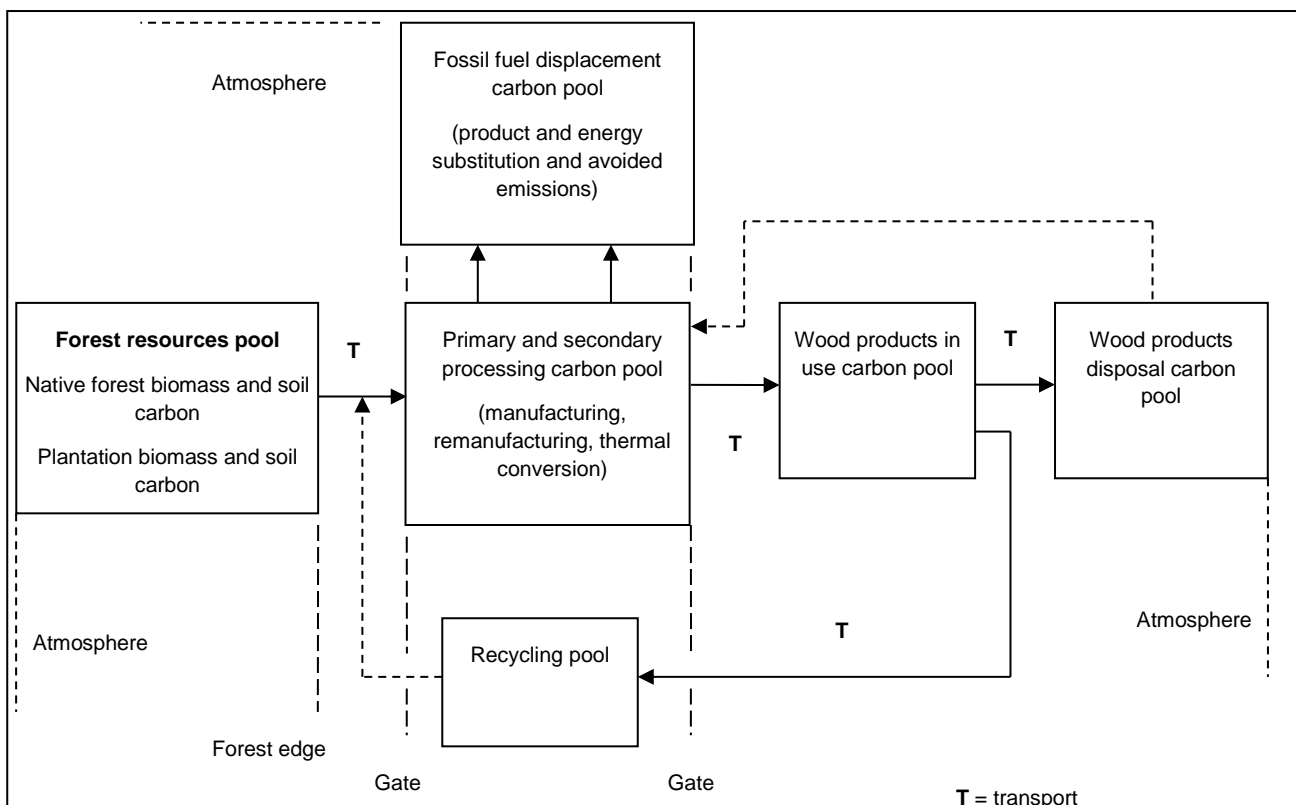 Atmosphere
Fossil fuel displacement
carbon pool
(product and energy
substitution and avoided
emissions)
Forest resources pool
Native forest biomass and soil
carbon
Plantation biomass and soil
carbon
T
Primary and secondary
processing carbon pool
(manufacturing,
remanufacturing, thermal
conversion)
T
Wood products in
use carbon pool
T
Wood products
disposal carbon
pool
Atmosphere
Recycling pool
T
Atmosphere
Forest edge
Gate
Gate
T = transport